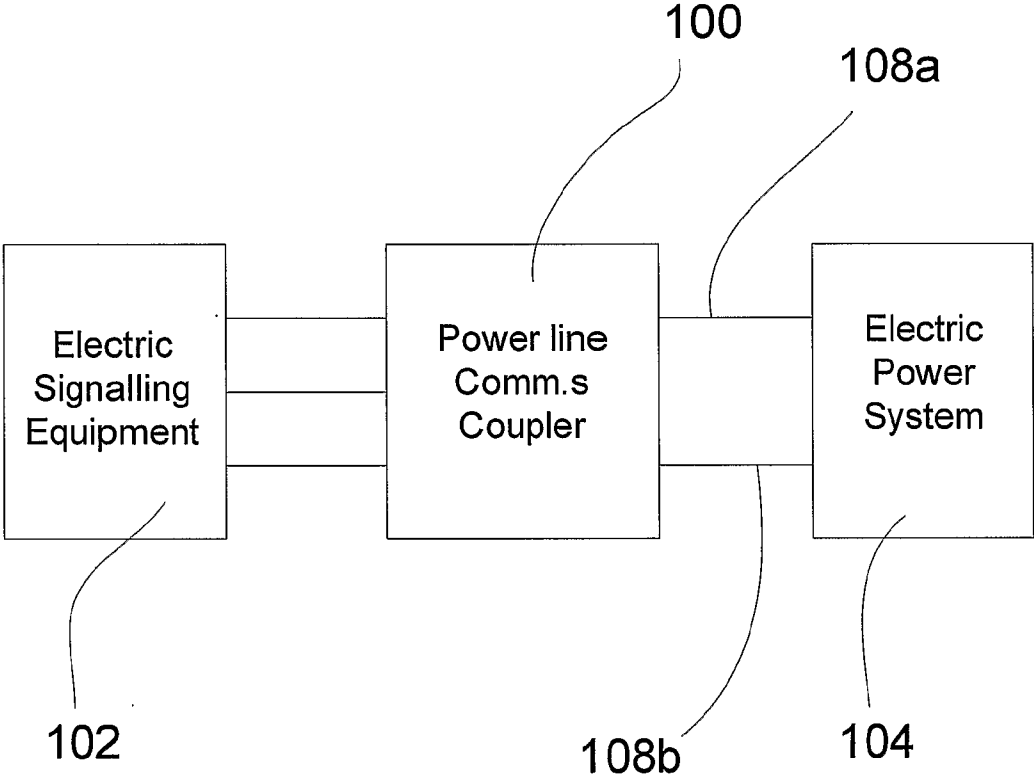 100
108a
Electric
Signalling
Equipment
Power line
Comm.s
Coupler
Electric
Power
System
102
108b
104